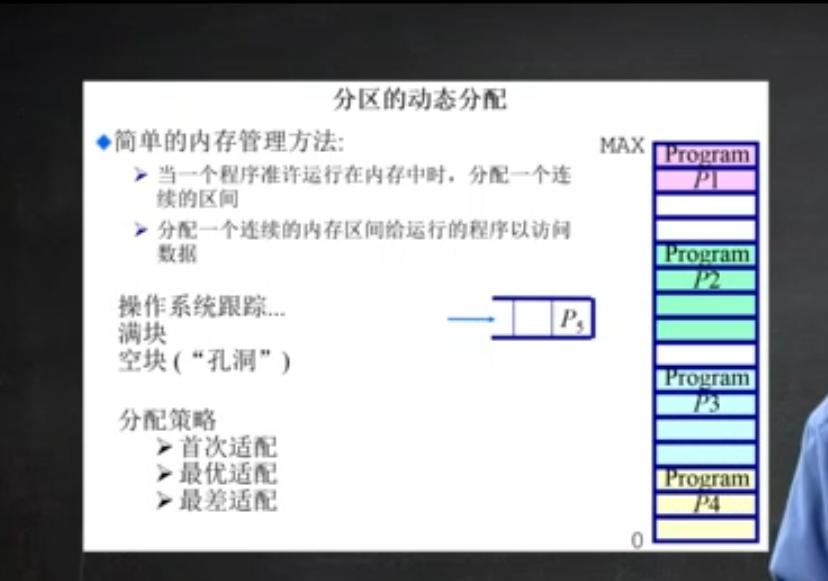 分区的动态分配
◆简单的内存管理方法:
➢ 当一个程序准许运行在内存中时，分配一个连
续的区间
➢ 分配一个连续的内存区间给运行的程序以访问
数据
操作系统跟踪...
满块
空块 (“孔洞”)
分配策略
➢ 首次适配
➢ 最优适配
➢ 最差适配
P5
MAX
Program
P1
Program
P2
Program
P3
Program
P4
0